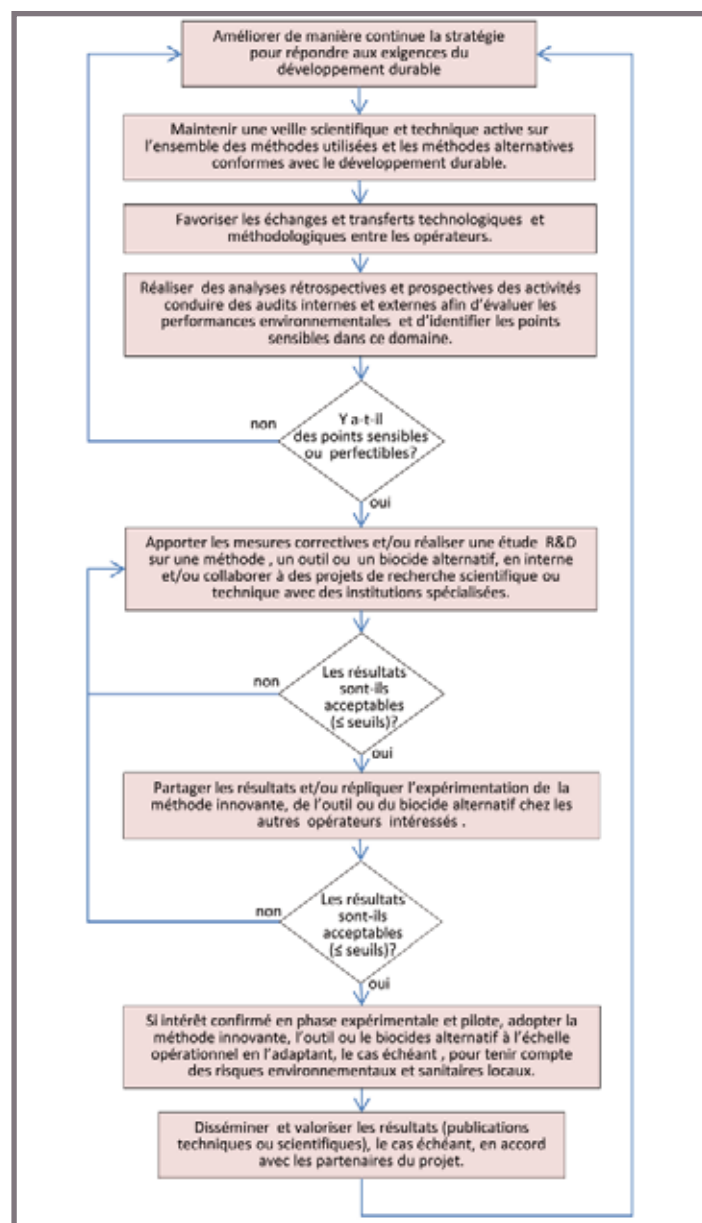 Améliorer de manière continue la stratégie
pour répondre aux exigences du
développement durable
Maintenir une veille scientifique et technique active sur
l'ensemble des méthodes utilisées et les méthodes alternatives
conformes avec le développement durable.
Favoriser les échanges et transferts technologiques et
méthodologiques entre les opérateurs.
Réaliser des analyses rétrospectives et prospectives des activités
conduire des audits internes et externes afin d'évaluer les
performances environnementales et d'identifier les points
sensibles dans ce domaine.
non
Y a-t-il
des points sensibles
ou perfectibles?
oui
Apporter les mesures correctives et/ou réaliser une étude R&D
sur une méthode , un outil ou un biocide alternatif, en interne
et/ou collaborer à des projets de recherche scientifique ou
technique avec des institutions spécialisées.
non
Les résultats
sont-ils
acceptables
(≤ seuils)?
oui
Partager les résultats et/ou répliquer l'expérimentation de la
méthode innovante, de l'outil ou du biocide alternatif chez les
autres opérateurs intéressés .
non
Les résultats
sont-ils
acceptables
(≤ seuils)?
oui
Si intérêt confirmé en phase expérimentale et pilote, adopter la
méthode innovante, l'outil ou le biocides alternatif à l'échelle
opérationnel en l'adaptant, le cas échéant , pour tenir compte
des risques environnementaux et sanitaires locaux.
Disséminer et valoriser les résultats (publications
techniques ou scientifiques), le cas échéant, en accord
avec les partenaires du projet.